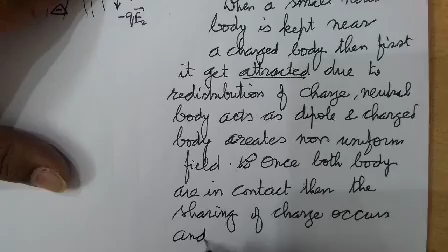 -qE₂
When a small neutral
body is kept near
a charged body then first
it get attracted due to
redistribution of charge, neutral
body acts as dipole & charged
body creates non uniform
field. Once both body
are in contact then the
sharing of charge occurs
and